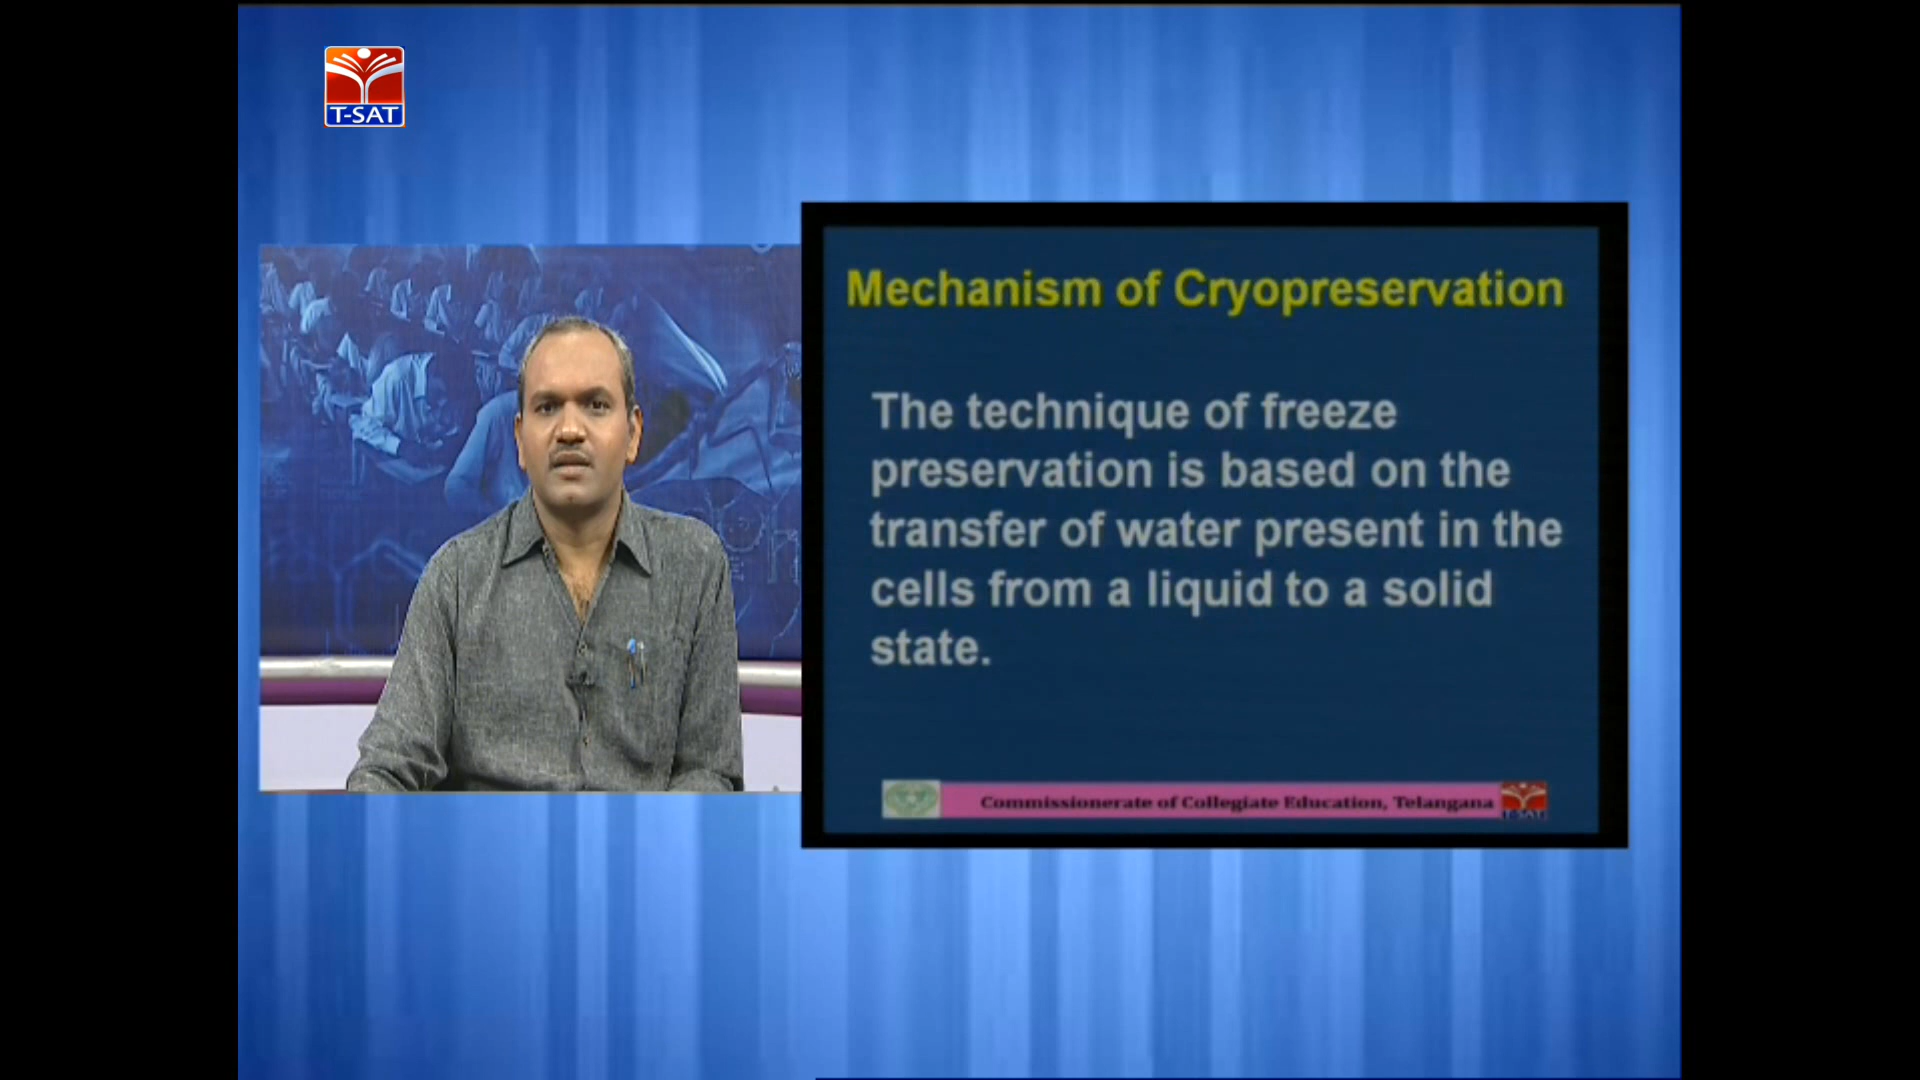 T-SAT
Mechanism of Cryopreservation
The technique of freeze
preservation is based on the
transfer of water present in the
cells from a liquid to a solid
state.
Commissionerate of Collegiate Education, Telangana
T-SAT